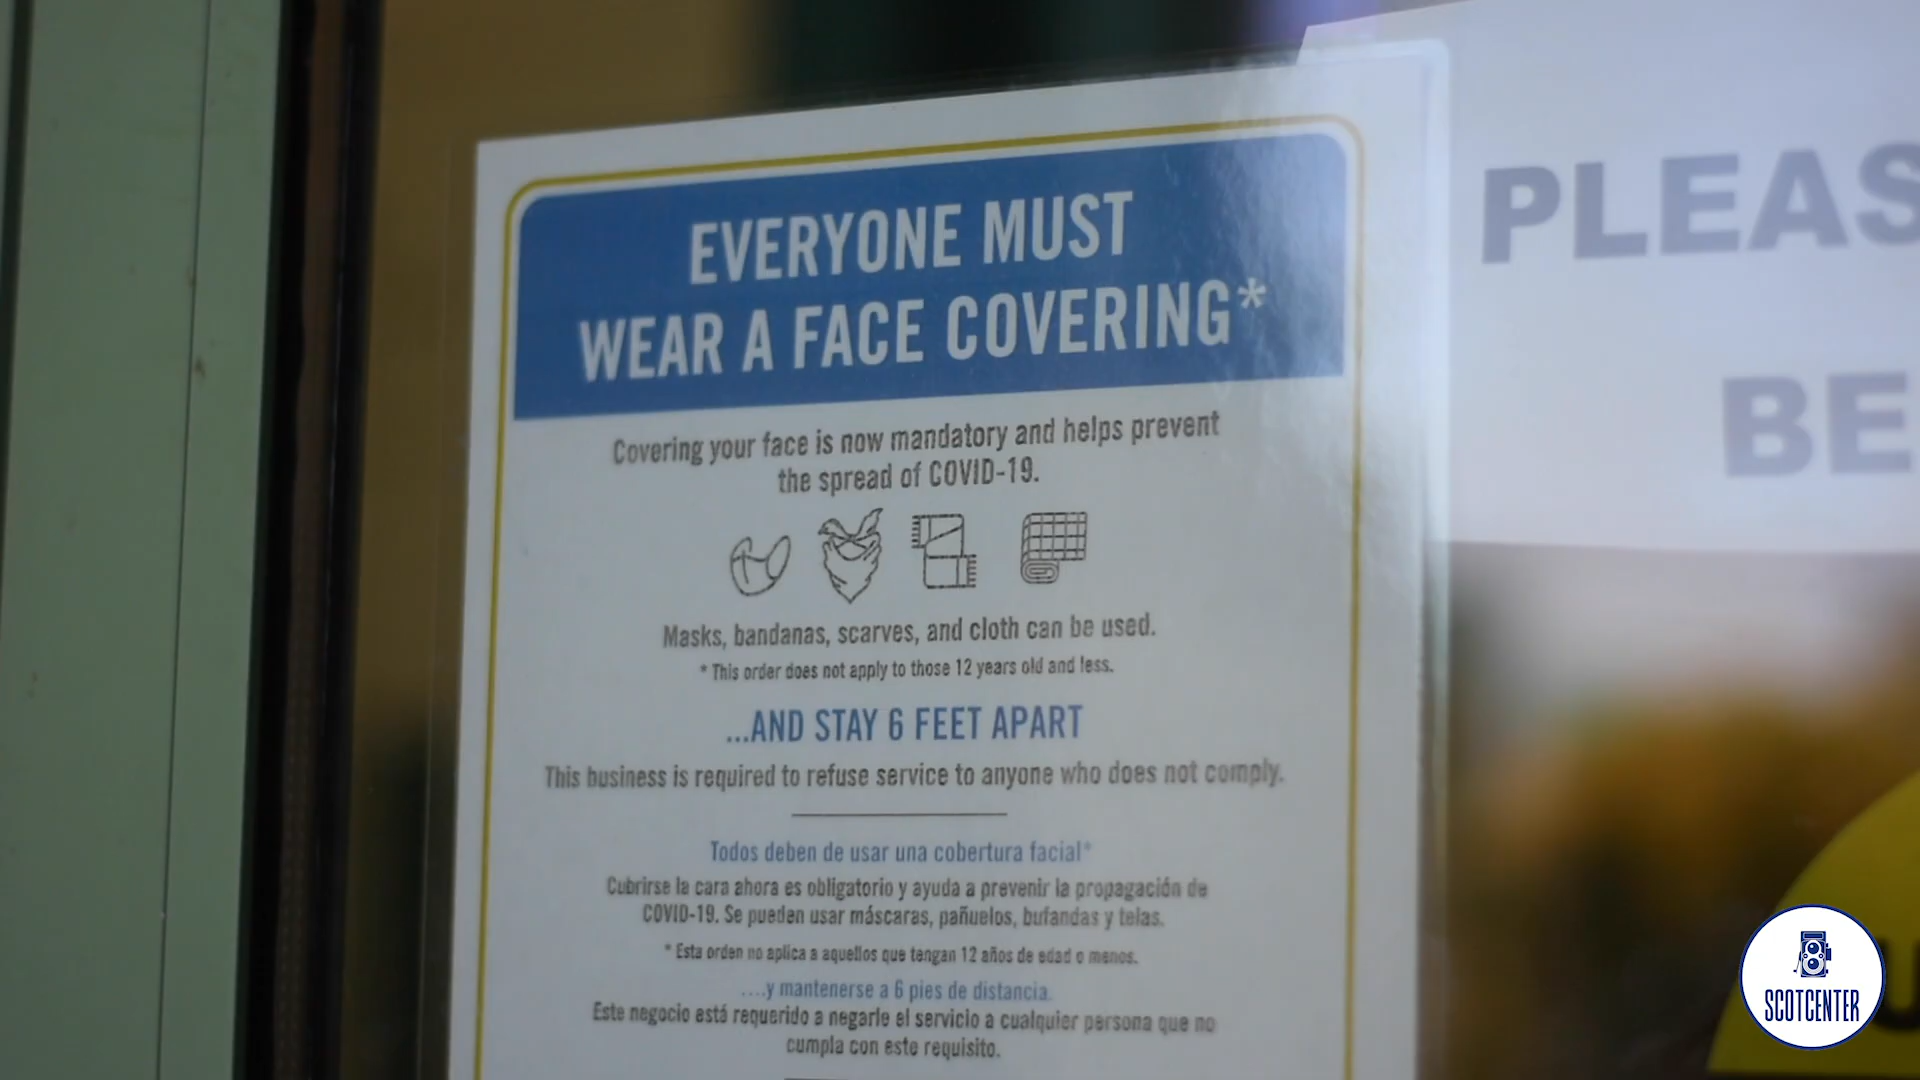 EVERYONE MUST
WEAR A FACE COVERING*
Covering your face is now mandatory and helps prevent
the spread of COVID-19.
Masks, bandanas, scarves, and cloth can be used.
* This order does not apply to those 12 years old and less.
...AND STAY 6 FEET APART
This business is required to refuse service to anyone who does not comply.
Todos deben de usar una cobertura facial*
Cubrirse la cara ahora es obligatorio y ayuda a prevenir la propagación de
COVID-19. Se pueden usar máscaras, pañuelos, bufandas y telas.
* Esta orden no aplica a aquellos que tengan 12 años de edad o menos.
....y mantenerse a 6 pies de distancia.
Este negocio está requerido a negarle el servicio a cualquier persona que no
cumpla con este requisito.
PLEAS
BE
SCOTCENTER